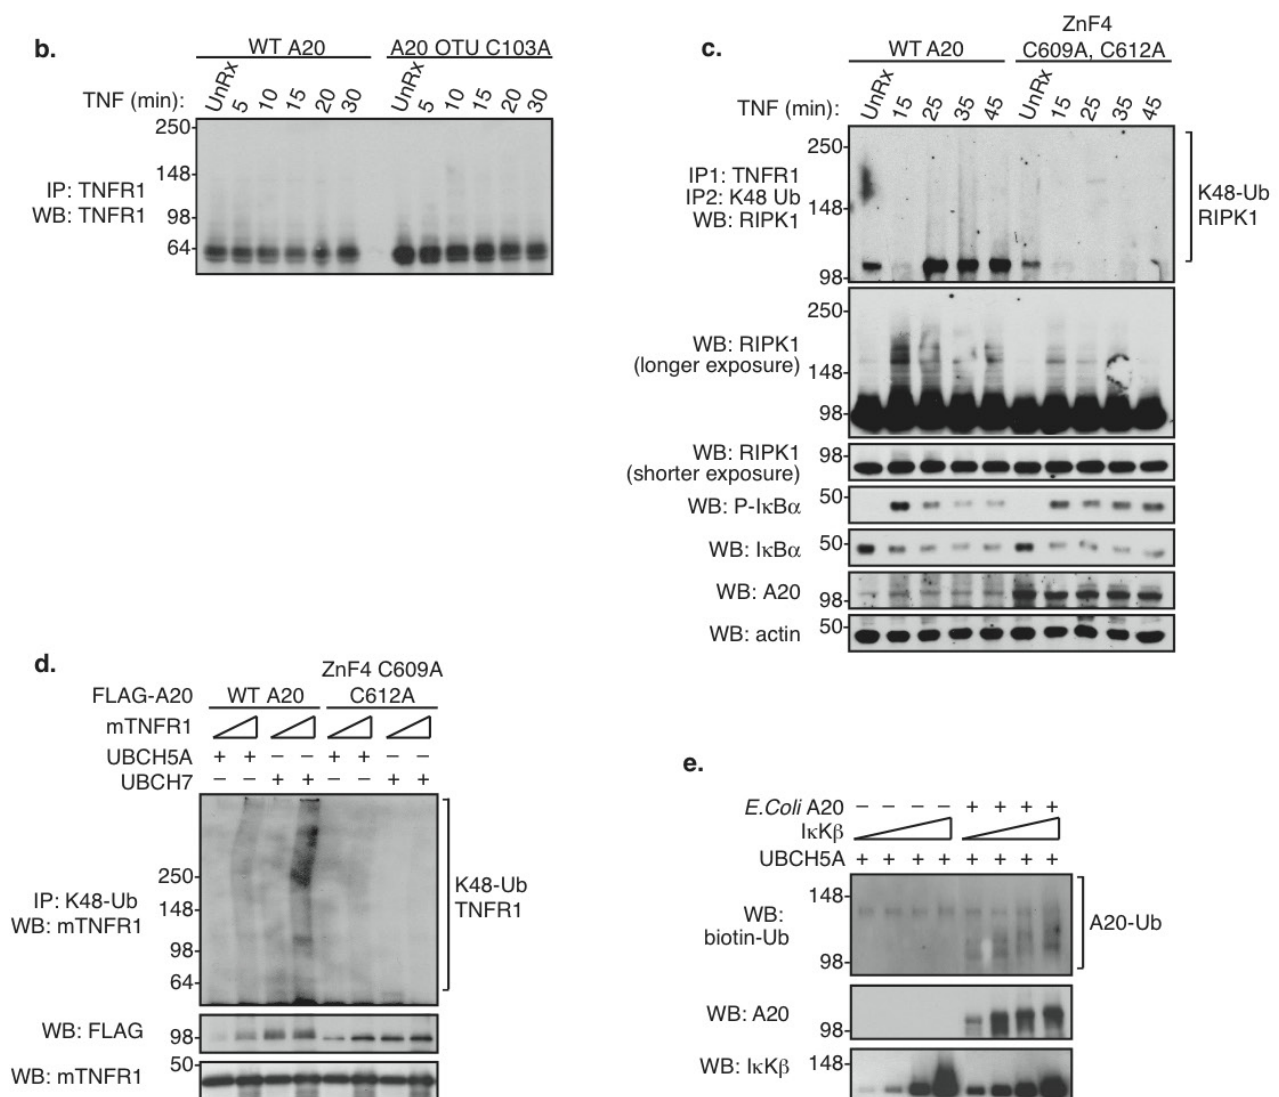 b.
WT A20 A20 OTU C103A
TNF (min): UnRx 5 10 15 20 30 UnRx 5 10 15 20 30
250-
148-
IP: TNFR1
WB: TNFR1
98-
64-
c.
ZnF4
WT A20 C609A, C612A
TNF (min): UnRx 15 25 35 45 UnRx 15 25 35 45
250-
IP1: TNFR1
IP2: K48 Ub
WB: RIPK1
148-
98-
K48-Ub
RIPK1
250-
WB: RIPK1
(longer exposure)
148-
98-
WB: RIPK1
(shorter exposure)
98-
WB: P-IκBα 50-
WB: IκBα 50-
WB: A20 98-
WB: actin 50-
d.
ZnF4 C609A
FLAG-A20 WT A20 C612A
mTNFR1
UBCH5A + + − − + + − −
UBCH7 − − + + − − + +
250-
IP: K48-Ub
WB: mTNFR1
148-
98-
64-
K48-Ub
TNFR1
WB: FLAG 98-
50-
WB: mTNFR1
e.
E.Coli A20 − − − − + + + +
IκKβ
UBCH5A + + + + + + + +
148-
WB:
biotin-Ub
98-
A20-Ub
WB: A20
98-
WB: IκKβ 148-